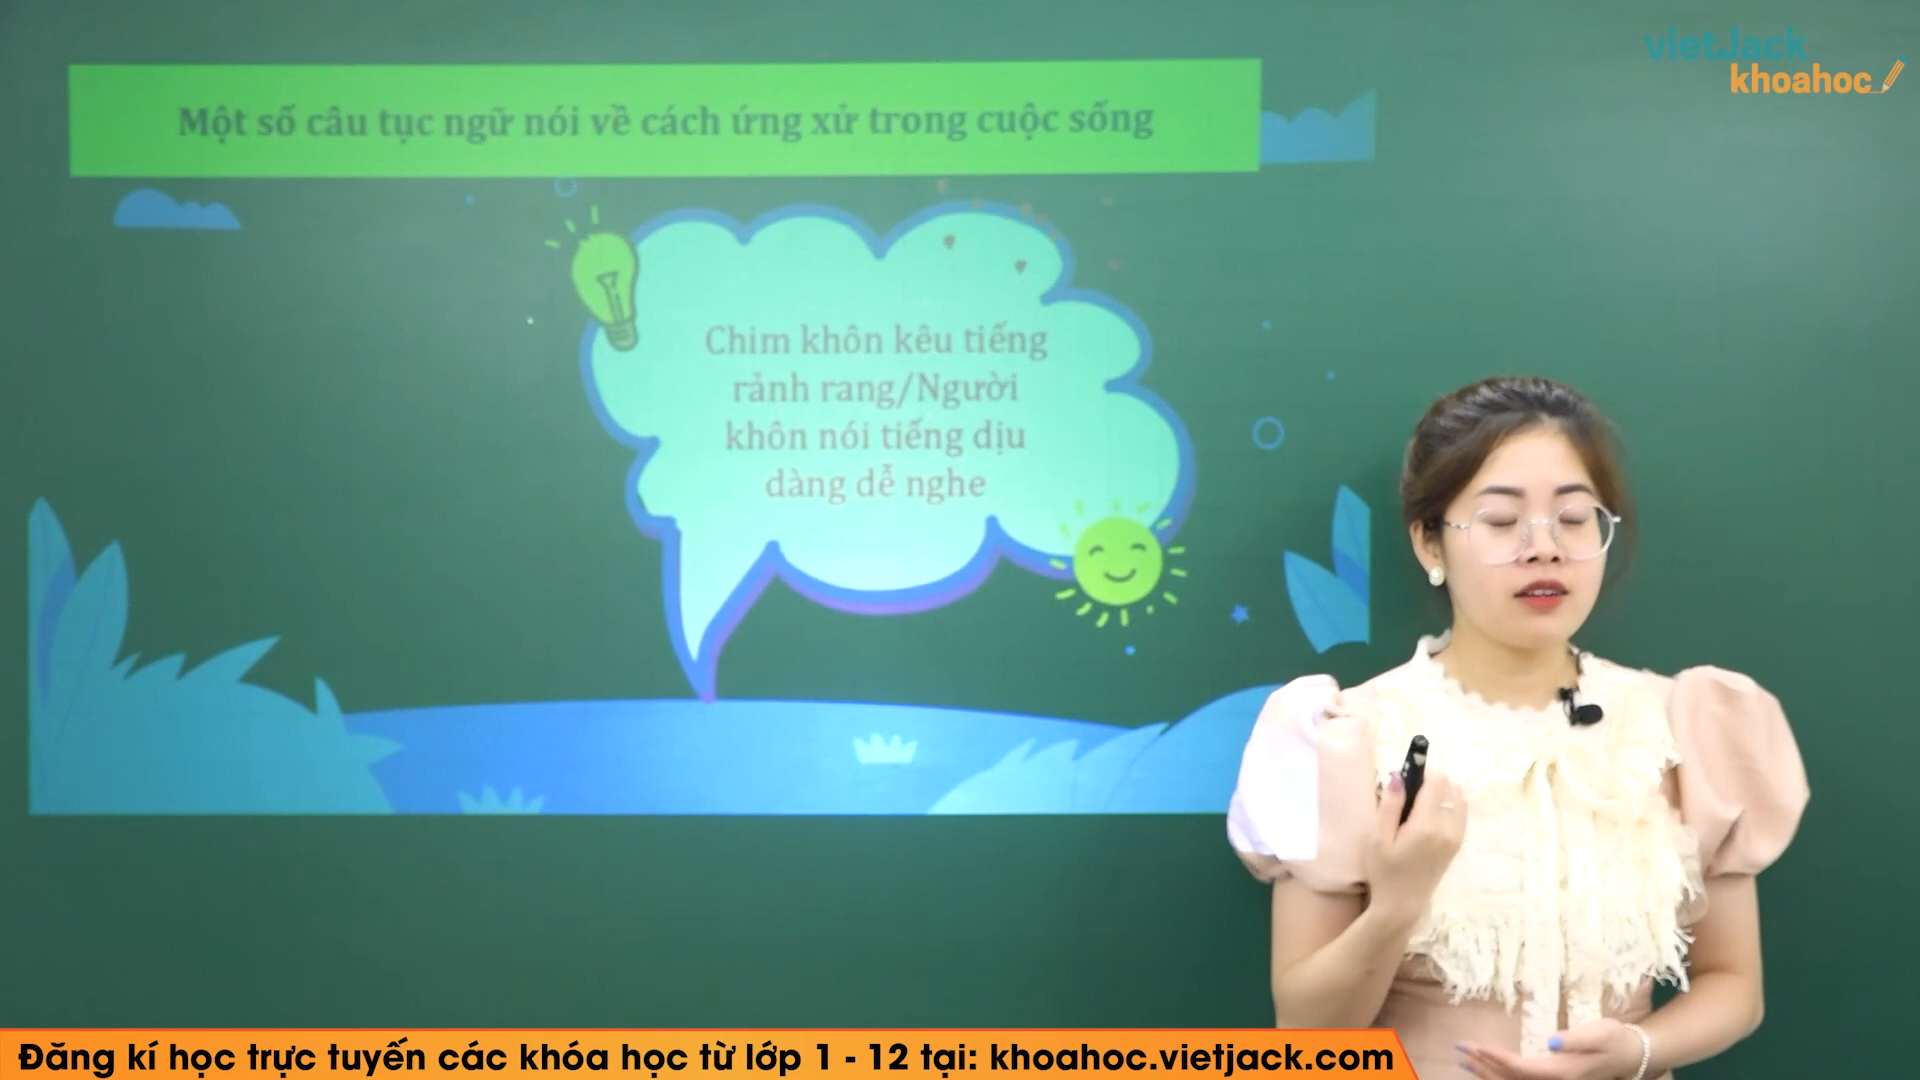 vietJack
khoahoc
Một số câu tục ngữ nói về cách ứng xử trong cuộc sống
Chim khôn kêu tiếng
rảnh rang/Người
khôn nói tiếng dịu
dàng dễ nghe
Đăng kí học trực tuyến các khóa học từ lớp 1 - 12 tại: khoahoc.vietjack.com